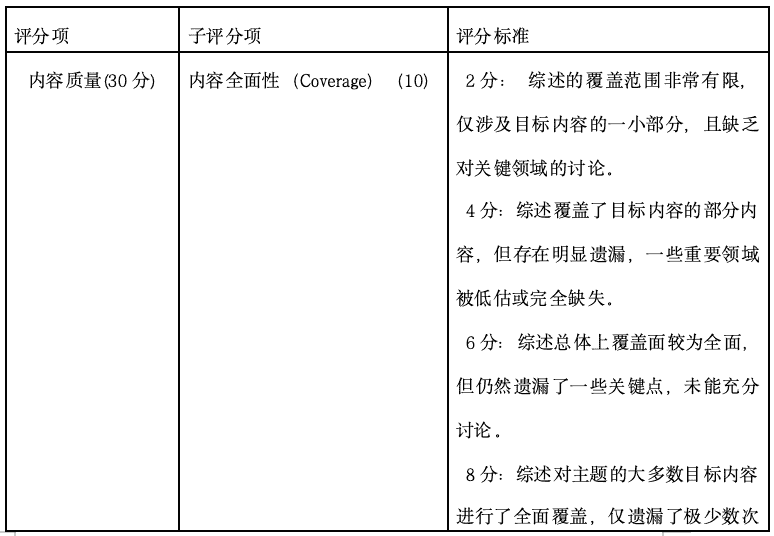 评分项 子评分项 评分标准
内容质量(30 分) 内容全面性 (Coverage) (10) 2 分： 综述的覆盖范围非常有限，
仅涉及目标内容的一小部分，且缺乏
对关键领域的讨论。
4 分：综述覆盖了目标内容的部分内
容，但存在明显遗漏，一些重要领域
被低估或完全缺失。
6 分：综述总体上覆盖面较为全面，
但仍然遗漏了一些关键点，未能充分
讨论。
8 分：综述对主题的大多数目标内容
进行了全面覆盖，仅遗漏了极少数次